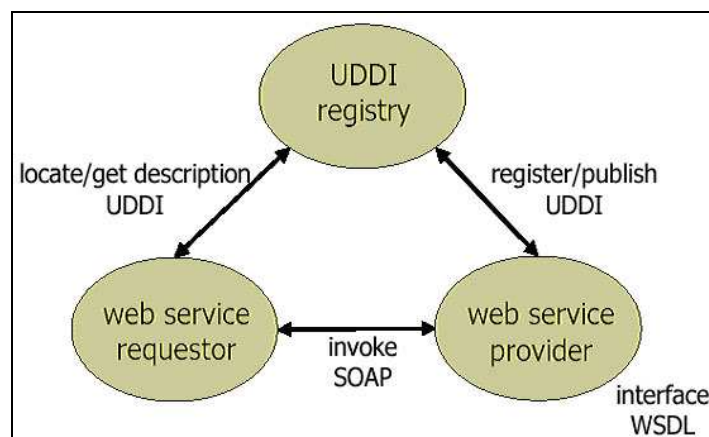 UDDI
registry
locate/get description
UDDI
register/publish
UDDI
web service
requestor
invoke
SOAP
web service
provider
interface
WSDL